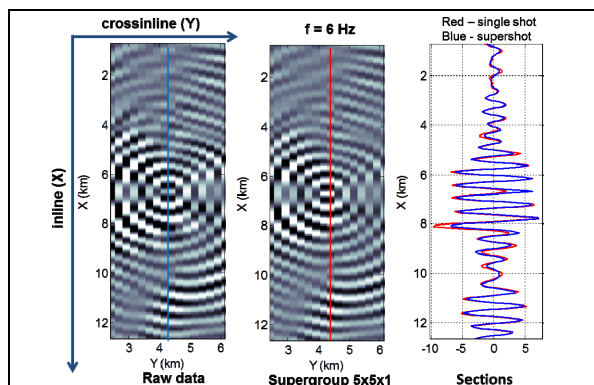 crossinline (Y)
f = 6 Hz
Red – single shot
Blue - supershot
inline (X)
X (km)
2
4
6
8
10
12
3
4
5
6
Y (km)
Raw data
X (km)
2
4
6
8
10
12
3
4
5
6
Y (km)
Supergroup 5x5x1
X (km)
2
4
6
8
10
12
-10
-5
0
5
Sections